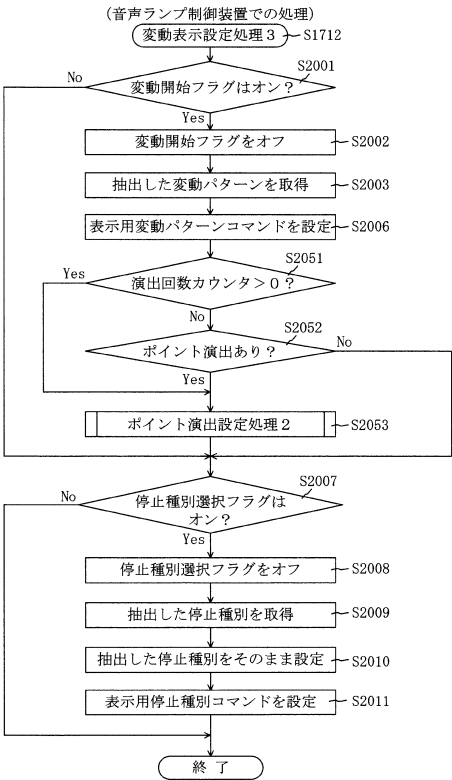 (音声ランプ制御装置での処理)
変動表示設定処理3
S1712
S2001
No
変動開始フラグはオン?
Yes
変動開始フラグをオフ
S2002
抽出した変動パターンを取得
S2003
表示用変動パターンコマンドを設定
S2006
S2051
Yes
演出回数カウンタ>0?
No
S2052
ポイント演出あり?
No
Yes
ポイント演出設定処理2
S2053
S2007
No
停止種別選択フラグは
オン?
Yes
停止種別選択フラグをオフ
S2008
抽出した停止種別を取得
S2009
抽出した停止種別をそのまま設定
S2010
表示用停止種別コマンドを設定
S2011
終了